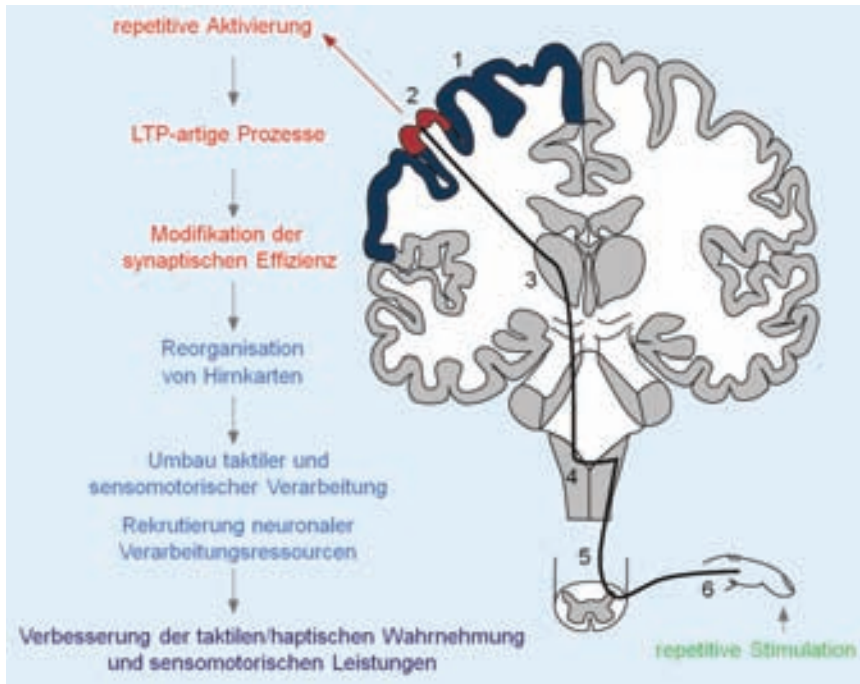 repetitive Aktivierung
LTP-artige Prozesse
Modifikation der
synaptischen Effizienz
Reorganisation
von Hirnkarten
Umbau taktiler und
sensomotorischer Verarbeitung
Rekrutierung neuronaler
Verarbeitungsressourcen
Verbesserung der taktilen/haptischen Wahrnehmung
und sensomotorischen Leistungen
1
2
3
4
5
6
repetitive Stimulation